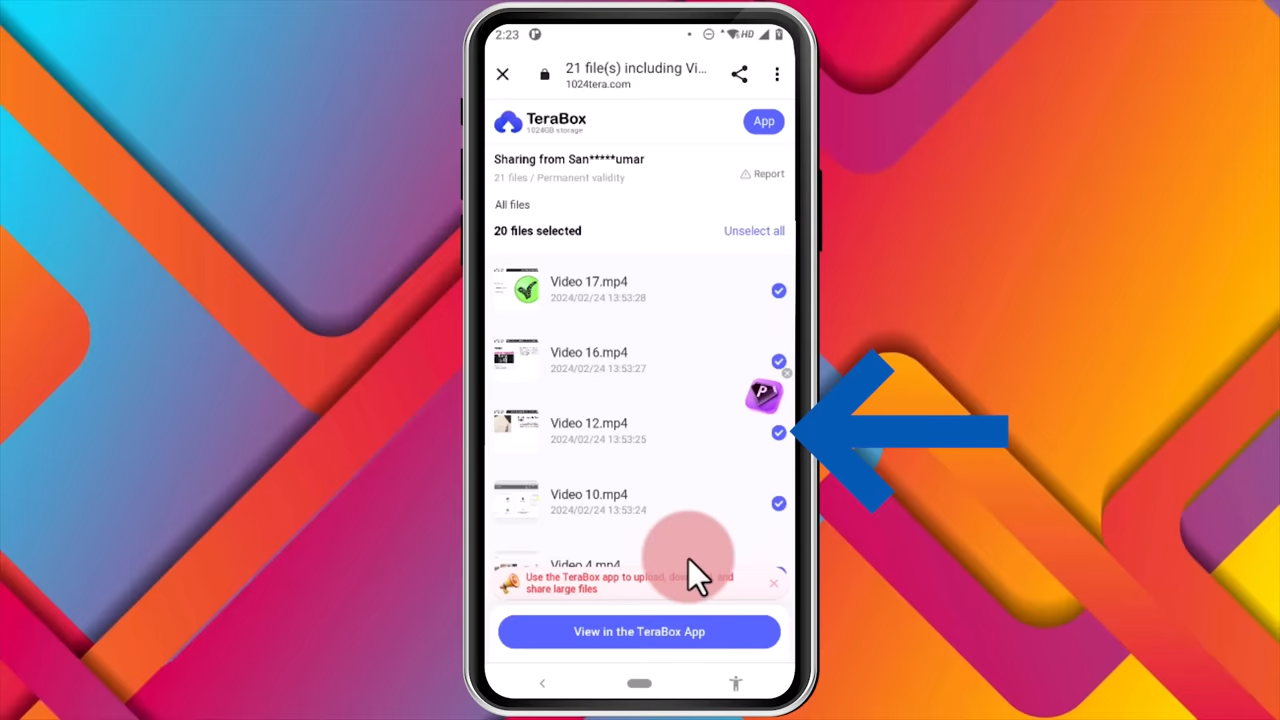 2:23
HD
21 file(s) including Vi...
1024tera.com
TeraBox
1024GB storage
App
Sharing from San*****umar
21 files / Permanent validity
Report
All files
20 files selected
Unselect all
Video 17.mp4
2024/02/24 13:53:28
Video 16.mp4
2024/02/24 13:53:27
P
Video 12.mp4
2024/02/24 13:53:25
Video 10.mp4
2024/02/24 13:53:24
Video 4.mp4
Use the TeraBox app to upload, and
share large files
View in the TeraBox App